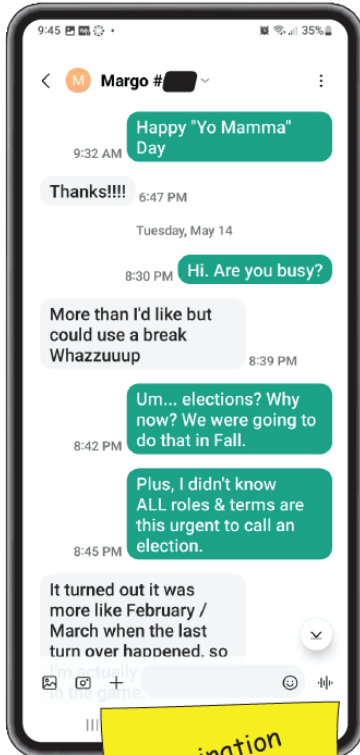 9:45
35%
M Margo #
Happy "Yo Mamma"
Day
9:32 AM
Thanks!!!!
6:47 PM
Tuesday, May 14
Hi. Are you busy?
8:30 PM
More than I'd like but
could use a break
Whazzuuup
8:39 PM
Um... elections? Why
now? We were going to
do that in Fall.
8:42 PM
Plus, I didn't know
ALL roles & terms are
this urgent to call an
election.
8:45 PM
It turned out it was
more like February /
March when the last
turn over happened, so
I'm actually
in the game.